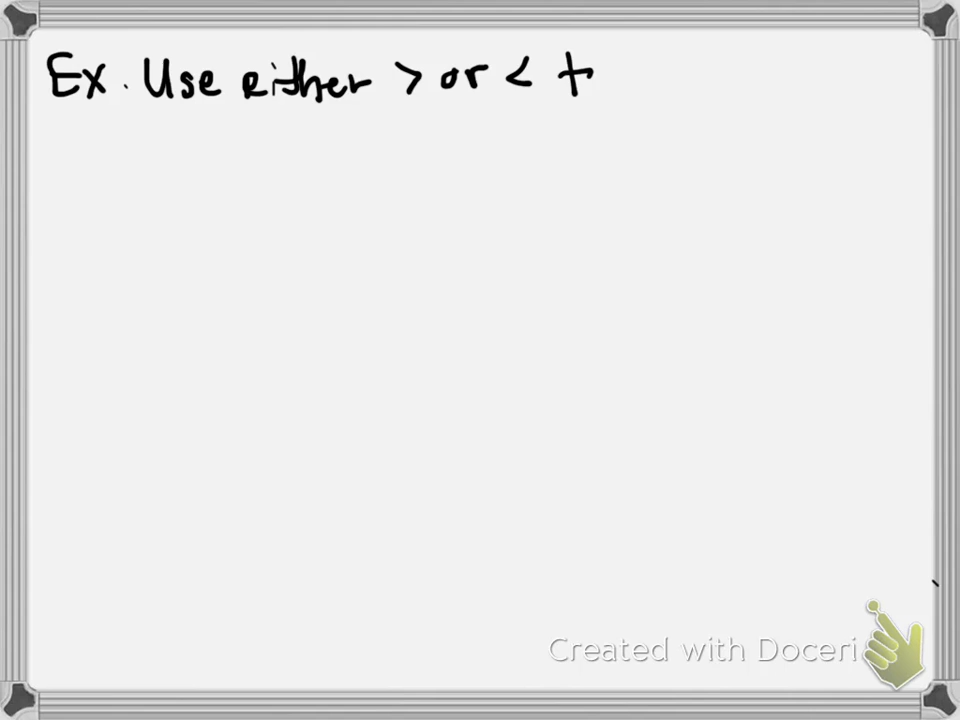 Ex. Use either > or < t
Created with Doceri